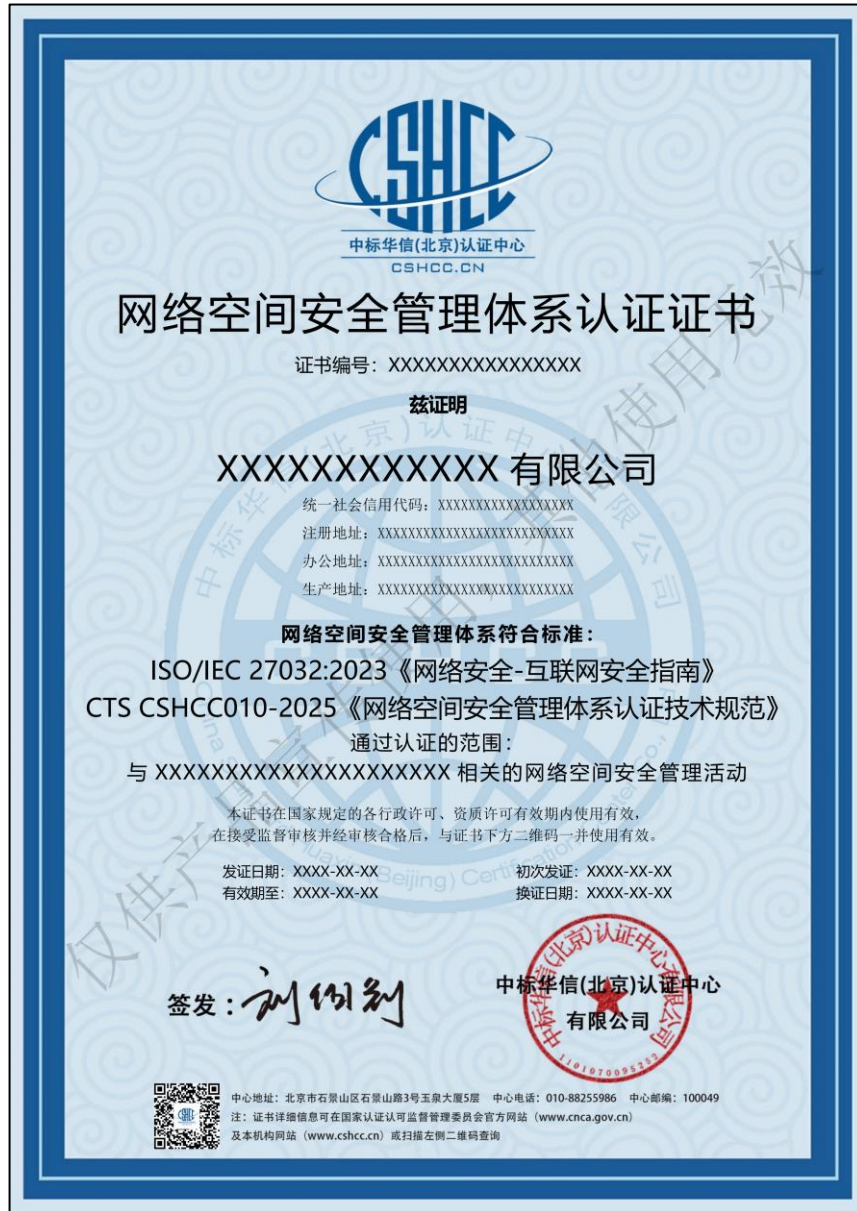 CSHCC
中标华信(北京)认证中心
CSHCC.CN
网络空间安全管理体系认证证书
证书编号：XXXXXXXXXXXXXXXX
兹证明
XXXXXXXXXXXX 有限公司
统一社会信用代码：XXXXXXXXXXXXXXXXXX
注册地址：XXXXXXXXXXXXXXXXXXXXXXXXXX
办公地址：XXXXXXXXXXXXXXXXXXXXXXXXXX
生产地址：XXXXXXXXXXXXXXXXXXXXXXXXXX
网络空间安全管理体系符合标准：
ISO/IEC 27032:2023《网络安全-互联网安全指南》
CTS CSHCC010-2025《网络空间安全管理体系认证技术规范》
通过认证的范围：
与 XXXXXXXXXXXXXXXXXXXXX 相关的网络空间安全管理活动
本证书在国家规定的各行政许可、资质许可有效期内使用有效，
在接受监督审核并经审核合格后，与证书下方二维码一并使用有效。
发证日期：XXXX-XX-XX 初次发证：XXXX-XX-XX
有效期至：XXXX-XX-XX 换证日期：XXXX-XX-XX
签发：
中标华信(北京)认证中心
有限公司
中标华信(北京)认证中心有限公司
1101070095252
中心地址：北京市石景山区石景山路3号玉泉大厦5层 中心电话：010-88255986 中心邮编：100049
注：证书详细信息可在国家认证认可监督管理委员会官方网站（www.cnca.gov.cn）
及本机构网站（www.cshcc.cn）或扫描左侧二维码查询